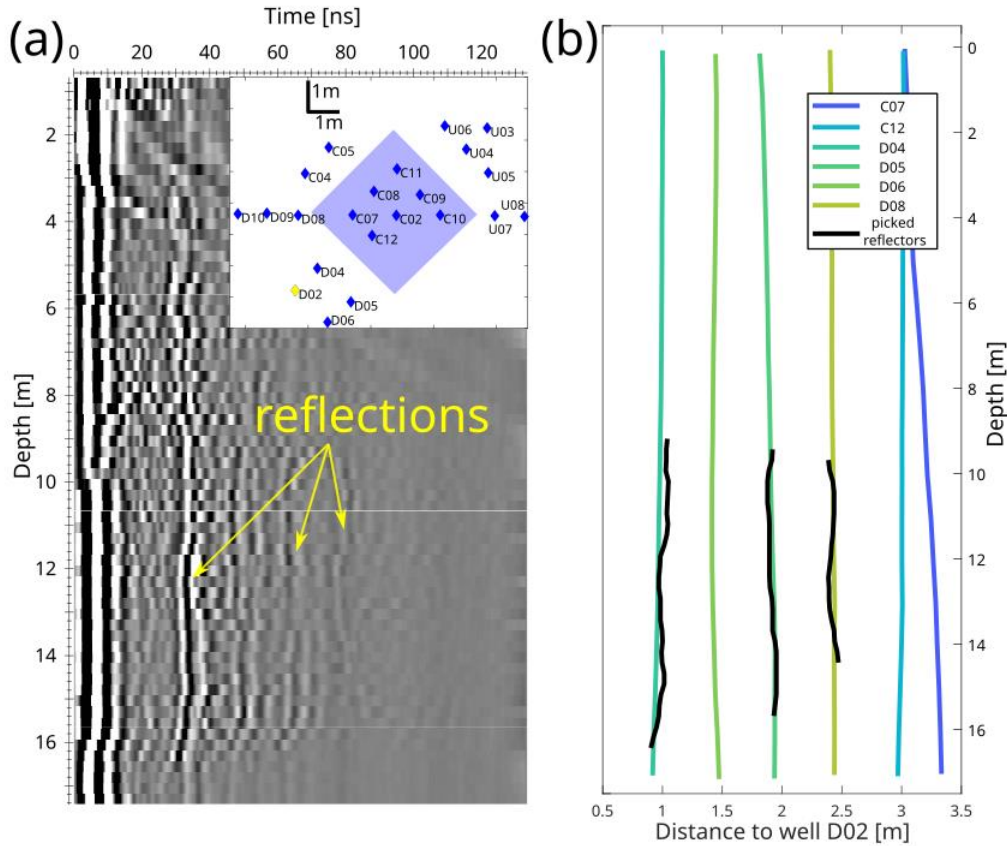 (a)
Time [ns]
0 20 40 60 80 100 120
Depth [m]
2
4
6
8
10
12
14
16
1m
1m
U06
U03
C05
U04
C04
C11
U05
C08
C09
D10
D09
D08
C07
C02
C10
U08
U07
C12
D04
D02
D05
D06
reflections
(b)
C07
C12
D04
D05
D06
D08
picked
reflectors
0
2
4
6
8
10
12
14
16
Depth [m]
0.5 1 1.5 2 2.5 3 3.5
Distance to well D02 [m]